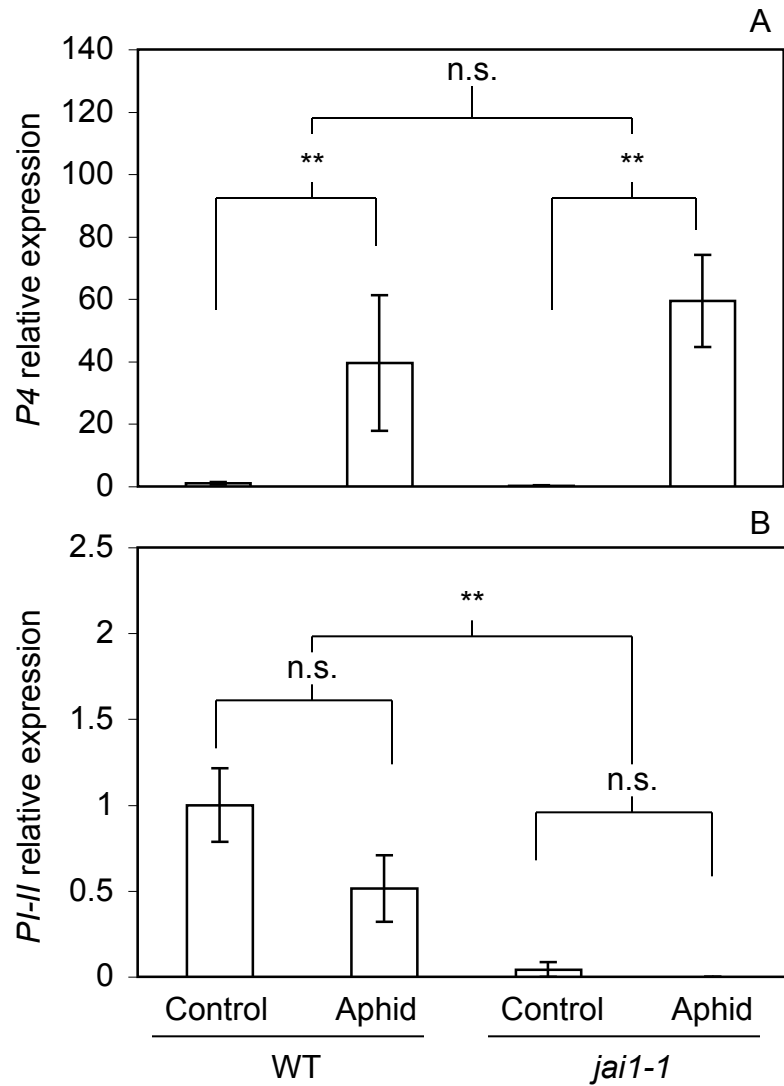 A
140
120
100
80
60
40
20
0
P4 relative expression
n.s.
** **
B
2.5
2
1.5
1
0.5
0
PI-II relative expression
**
n.s.
n.s.
Control Aphid Control Aphid
WT jai1-1